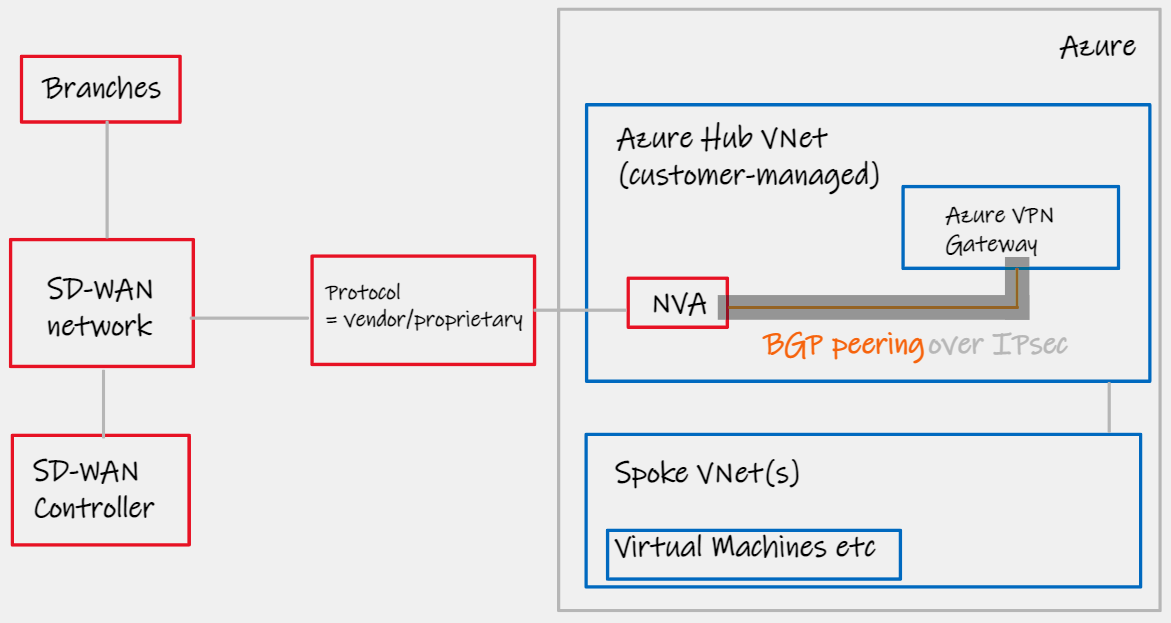 Azure
Branches
Azure Hub VNet
(customer-managed)
Azure VPN
Gateway
SD-WAN
network
Protocol
= vendor/proprietary
NVA
BGP peering over IPsec
SD-WAN
Controller
Spoke VNet(s)
Virtual Machines etc